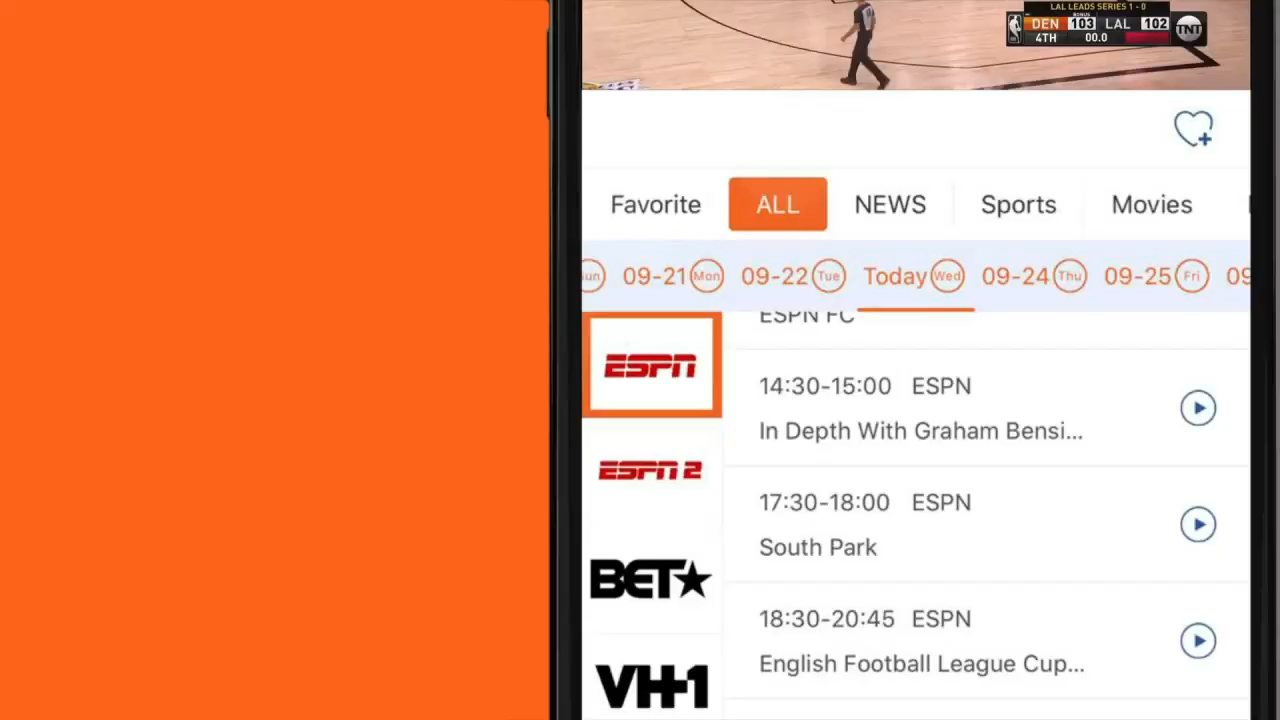 LAL LEADS SERIES 1 - 0
BONUS
DEN 103 LAL 102
4TH 00.0
TNT
Favorite ALL NEWS Sports Movies
09-21 Mon 09-22 Tue Today Wed 09-24 Thu 09-25 Fri
ESPN FC
ESPN
14:30-15:00 ESPN
In Depth With Graham Bensi...
ESPN 2
17:30-18:00 ESPN
South Park
BET
18:30-20:45 ESPN
English Football League Cup...
VH1